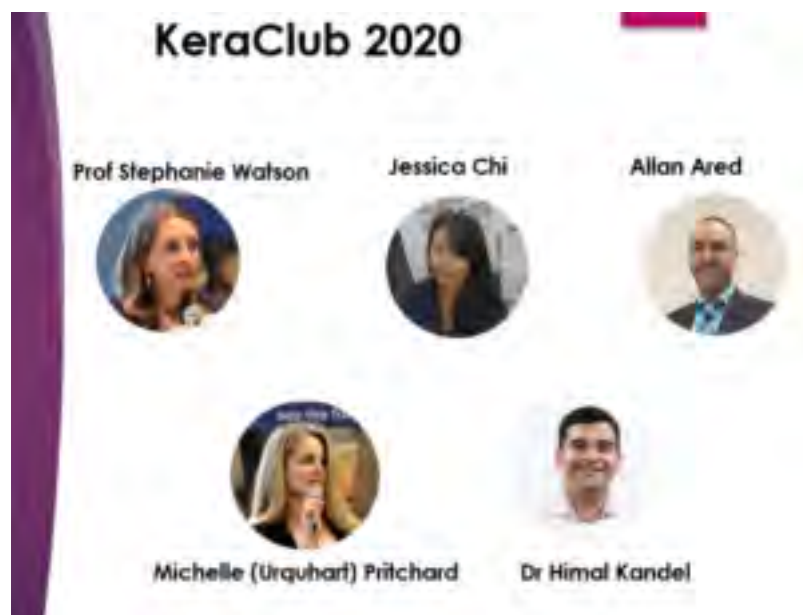 KeraClub 2020
Prof Stephanie Watson
Jessica Chi
Allan Ared
Michelle (Urquhart) Pritchard
Dr Himal Kandel